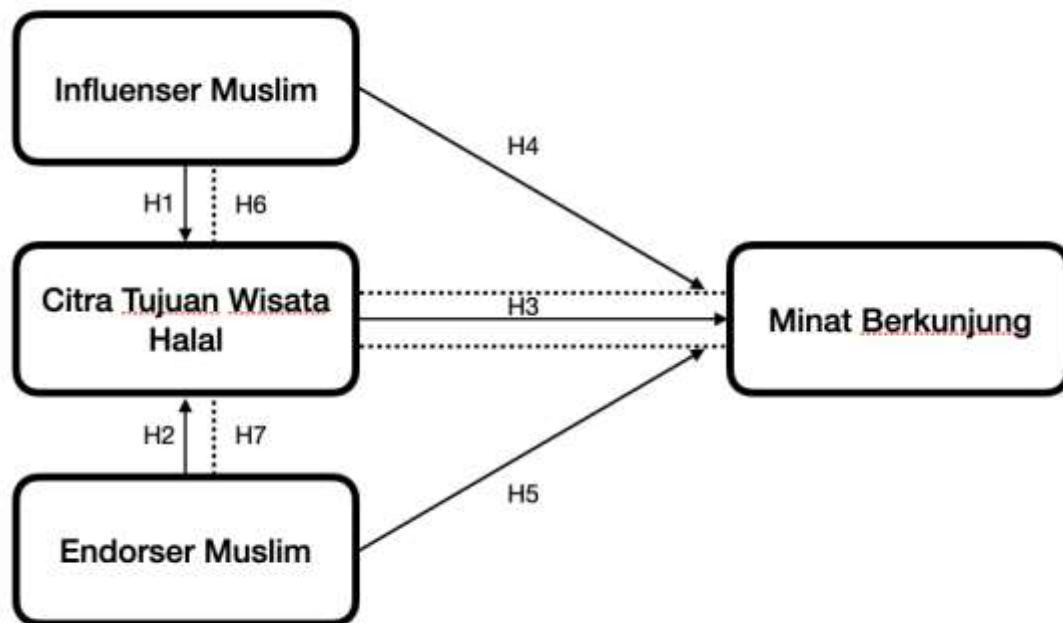 Influenser Muslim
H4
H1
H6
Citra Tujuan Wisata
Halal
H3
Minat Berkunjung
H2
H7
H5
Endorser Muslim